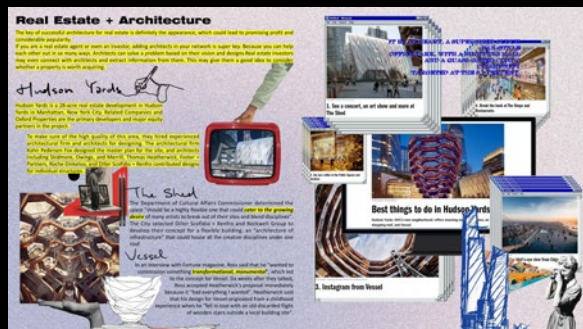 Real Estate + Architecture
The key of successful architecture for real estate is definitely the appearance, which could lead to promising profit and
considerable popularity.
If you are a real estate agent or even an investor, adding architects in your network is super key. Because you can help
each other out in so many ways. Architects can solve a problem based on their vision and designs Real estate investors
may even connect with architects and extract information from them. This may give them a good idea to consider
whether a property is worth acquiring.
Hudson Yards
Hudson Yards is a 28-acre real estate development in Hudson
Yards in Manhattan, New York City. Related Companies and
Oxford Properties are the primary developers and major equity
partners in the project.
To make sure of the high quality of this area, they hired experienced
architectural firm and architects for designing. The architectural firm
Kohn Pedersen Fox designed the master plan for the site, and architects
including Skidmore, Owings, and Merrill, Thomas Heatherwick, Foster +
Partners, Roche-Dinkeloo, and Diller Scofidio + Renfro contributed designs
for individual structures.
The Shed
The Department of Cultural Affairs Commissioner determined the
space "should be a highly flexible one that could cater to the growing
desire of many artists to break out of their silos and blend disciplines".
The City selected Diller Scofidio + Renfro and Rockwell Group to
develop their concept for a flexible building, an "architecture of
infrastructure" that could house all the creative disciplines under one
roof
Vessel
In an interview with Fortune magazine, Ross said that he "wanted to
commission something transformational, monumental", which led
to the concept for Vessel. Six weeks after they talked,
Ross accepted Heatherwick's proposal immediately
because it "had everything I wanted". Heatherwick said
that his design for Vessel originated from a childhood
experience when he "fell in love with an old discarded flight
of wooden stairs outside a local building site".
1. See a concert, an art show and more at
The Shed
4. Break the bank at The Shops and
Restaurants
Best things to do in Hudson Yards
3. Instagram from Vessel